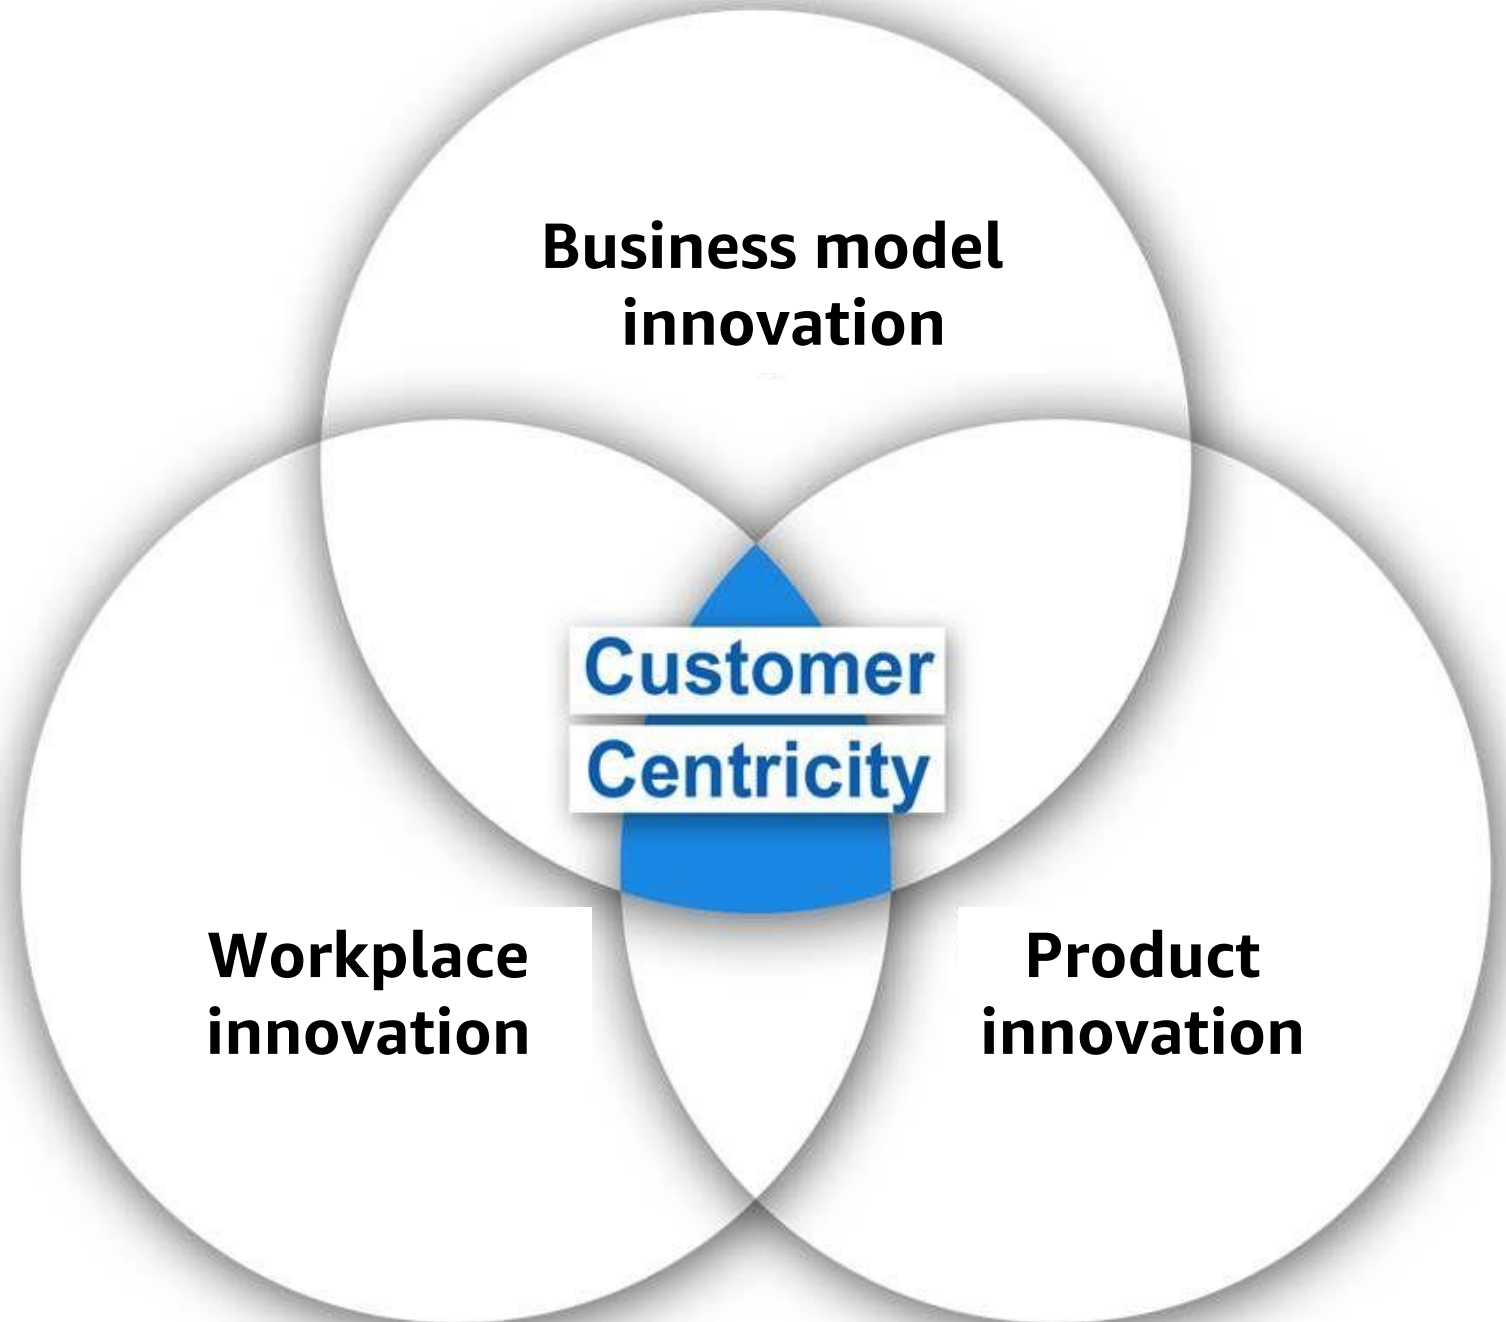 Business model
innovation
Customer
Centricity
Workplace
innovation
Product
innovation